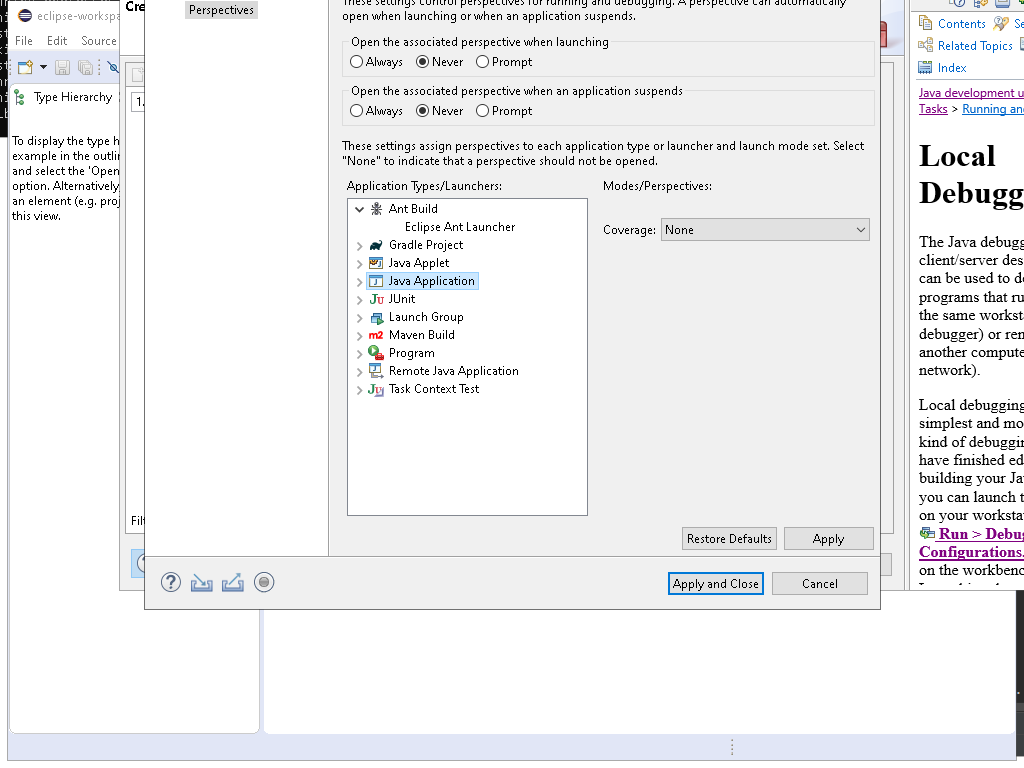 eclipse-workspa
File Edit Source
Type Hierarchy
To display the type h
example in the outlin
and select the 'Open
option. Alternatively
an element (e.g. proj
this view.
Cre
1.
Filt
Perspectives
These settings control perspectives for running and debugging. A perspective can automatically
open when launching or when an application suspends.
Open the associated perspective when launching
Always Never Prompt
Open the associated perspective when an application suspends
Always Never Prompt
These settings assign perspectives to each application type or launcher and launch mode set. Select
"None" to indicate that a perspective should not be opened.
Application Types/Launchers:
Ant Build
Eclipse Ant Launcher
Gradle Project
Java Applet
Java Application
JUnit
Launch Group
Maven Build
Program
Remote Java Application
Task Context Test
Modes/Perspectives:
Coverage: None
Restore Defaults Apply
Apply and Close Cancel
Contents Se
Related Topics
Index
Java development u
Tasks > Running and
Local
Debugg
The Java debugg
client/server des
can be used to de
programs that ru
the same worksta
debugger) or rem
another compute
network).
Local debugging
simplest and mo
kind of debuggin
have finished ed
building your Jav
you can launch t
on your worksta
Run > Debug
Configurations.
on the workbenc